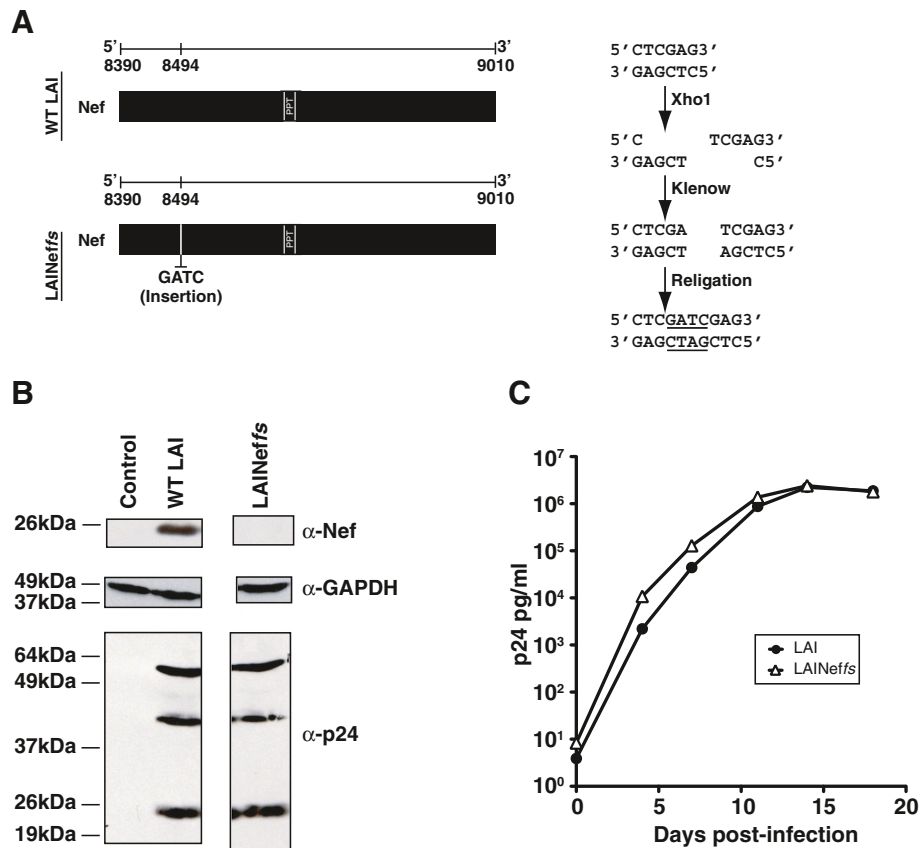 A
5' 3'
8390 8494 9010
WT LAI
Nef
PPT
5' 3'
8390 8494 9010
LAINeffs
Nef
PPT
GATC
(Insertion)
5'CTCGAG3'
3'GAGCTC5'
Xho1
5'C TCGAG3'
3'GAGCT C5'
Klenow
5'CTCGA TCGAG3'
3'GAGCT AGCTC5'
Religation
5'CTCGATCGAG3'
3'GAGCTAGCTC5'
B
Control
WT LAI
LAINeffs
26kDa
α-Nef
49kDa
37kDa
α-GAPDH
64kDa
49kDa
37kDa
26kDa
19kDa
α-p24
C
p24 pg/ml
10⁷
10⁶
10⁵
10⁴
10³
10²
10¹
10⁰
LAI
LAINeffs
0 5 10 15 20
Days post-infection